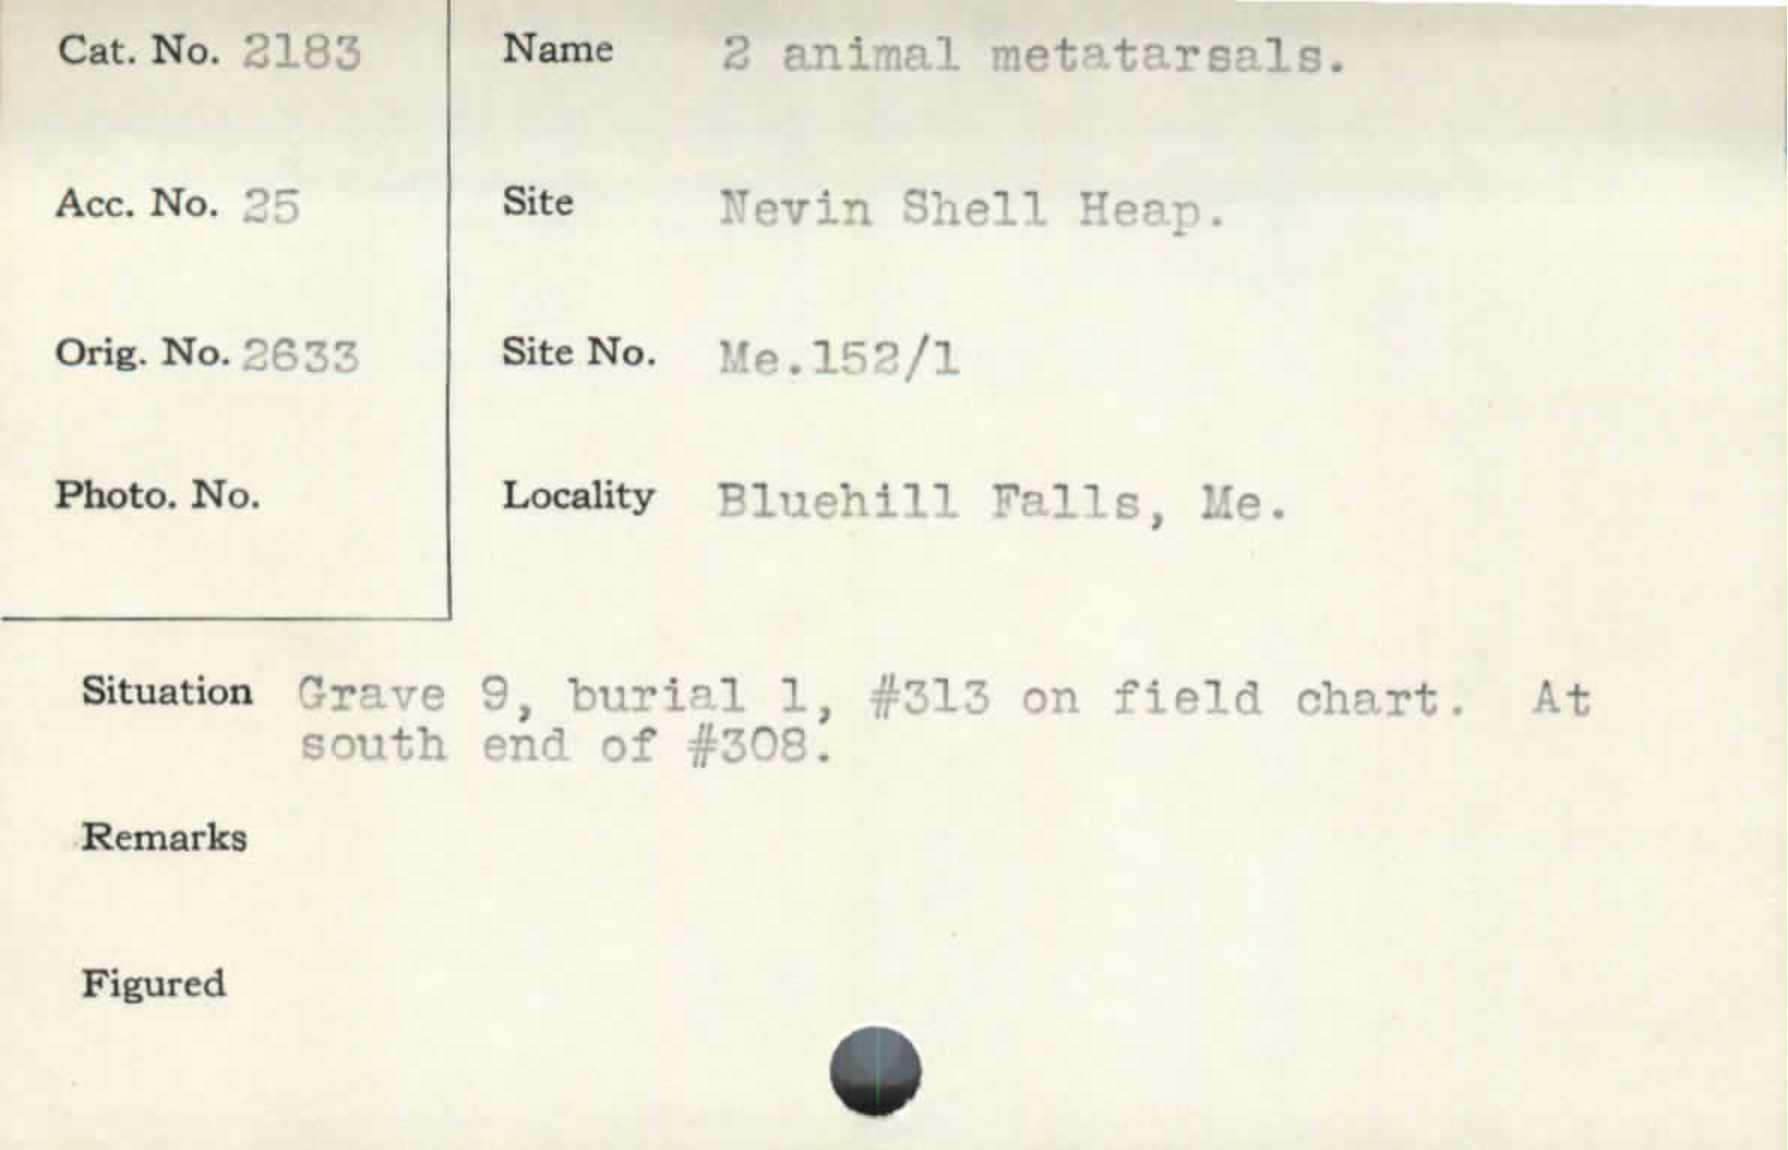 Cat. No. 2183
Name 2 animal metatarsals.
Acc. No. 25
Site Nevin Shell Heap.
Orig. No. 2633
Site No. Me.152/1
Photo. No.
Locality Bluehill Falls, Me.
Situation Grave 9, burial 1, #313 on field chart. At
south end of #308.
Remarks
Figured